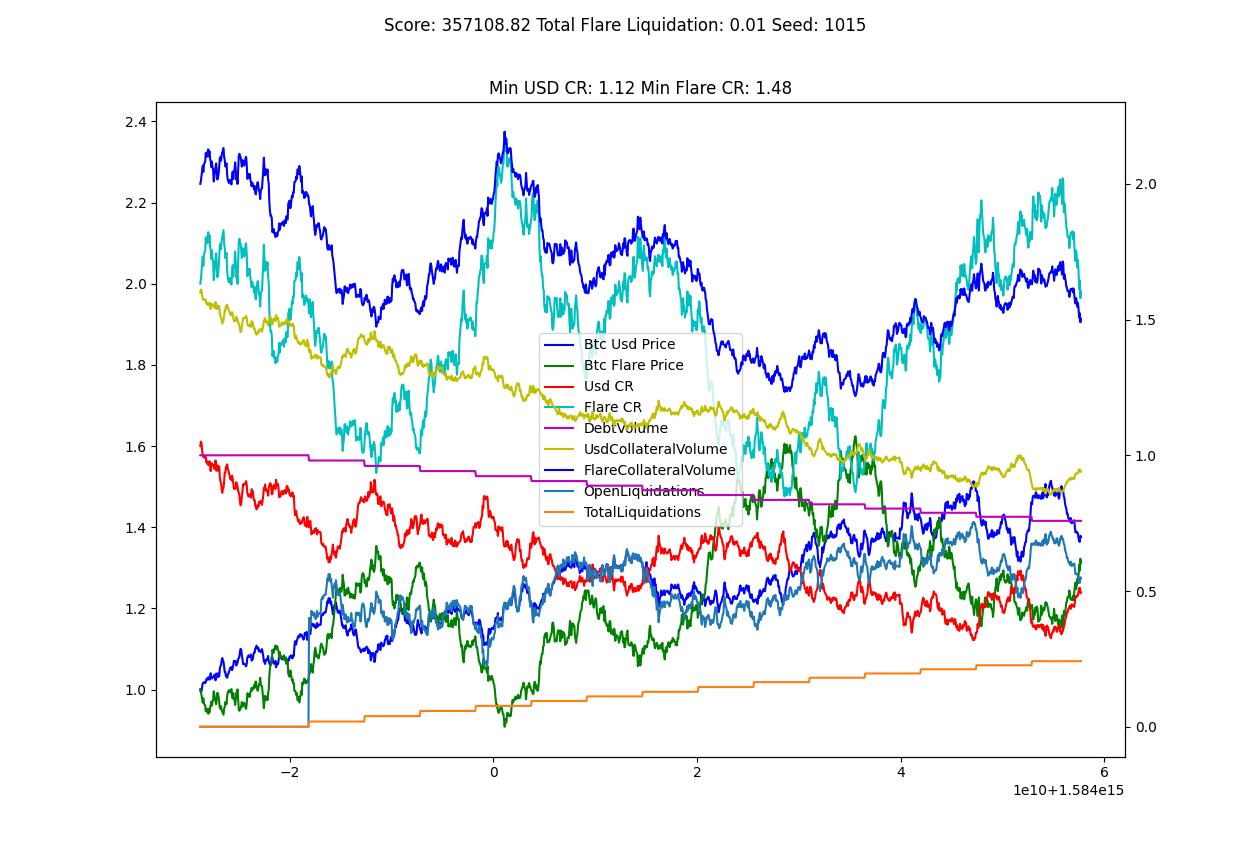 Score: 357108.82 Total Flare Liquidation: 0.01 Seed: 1015
Min USD CR: 1.12 Min Flare CR: 1.48
2.4
2.2
2.0
1.8
1.6
1.4
1.2
1.0
2.0
1.5
1.0
0.5
0.0
Btc Usd Price
Btc Flare Price
Usd CR
Flare CR
DebtVolume
UsdCollateralVolume
FlareCollateralVolume
OpenLiquidations
TotalLiquidations
−2 0 2 4 6
1e10+1.584e15